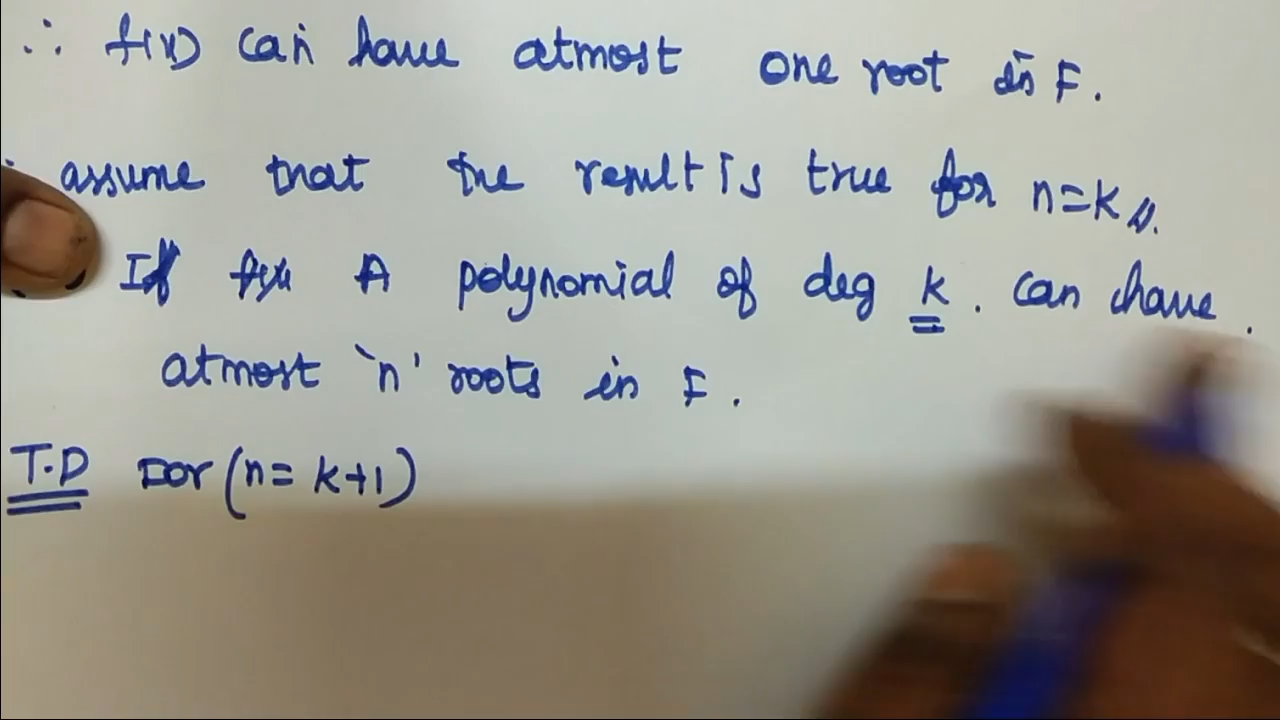 ∴ f(x) can have atmost one root in F.
assume that the result is true for n=k
If A polynomial of deg k. can have
atmost 'n' roots in F.
T.P For (n= k+1)